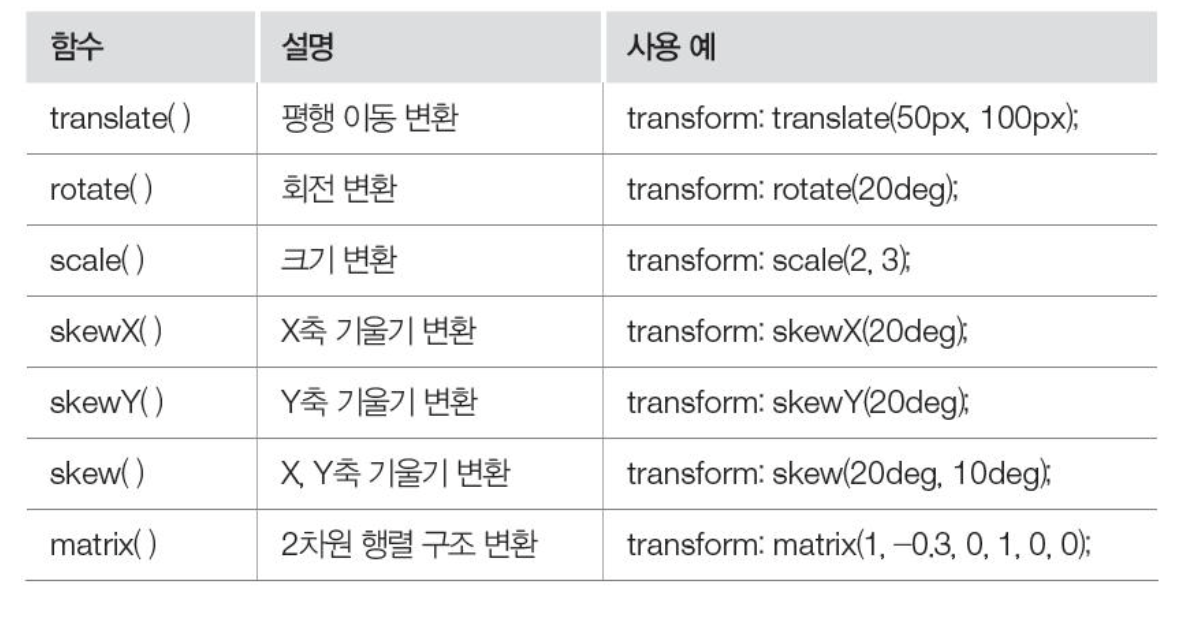 함수 설명 사용 예
translate( ) 평행 이동 변환 transform: translate(50px, 100px);
rotate( ) 회전 변환 transform: rotate(20deg);
scale( ) 크기 변환 transform: scale(2, 3);
skewX( ) X축 기울기 변환 transform: skewX(20deg);
skewY( ) Y축 기울기 변환 transform: skewY(20deg);
skew( ) X, Y축 기울기 변환 transform: skew(20deg, 10deg);
matrix( ) 2차원 행렬 구조 변환 transform: matrix(1, –0.3, 0, 1, 0, 0);